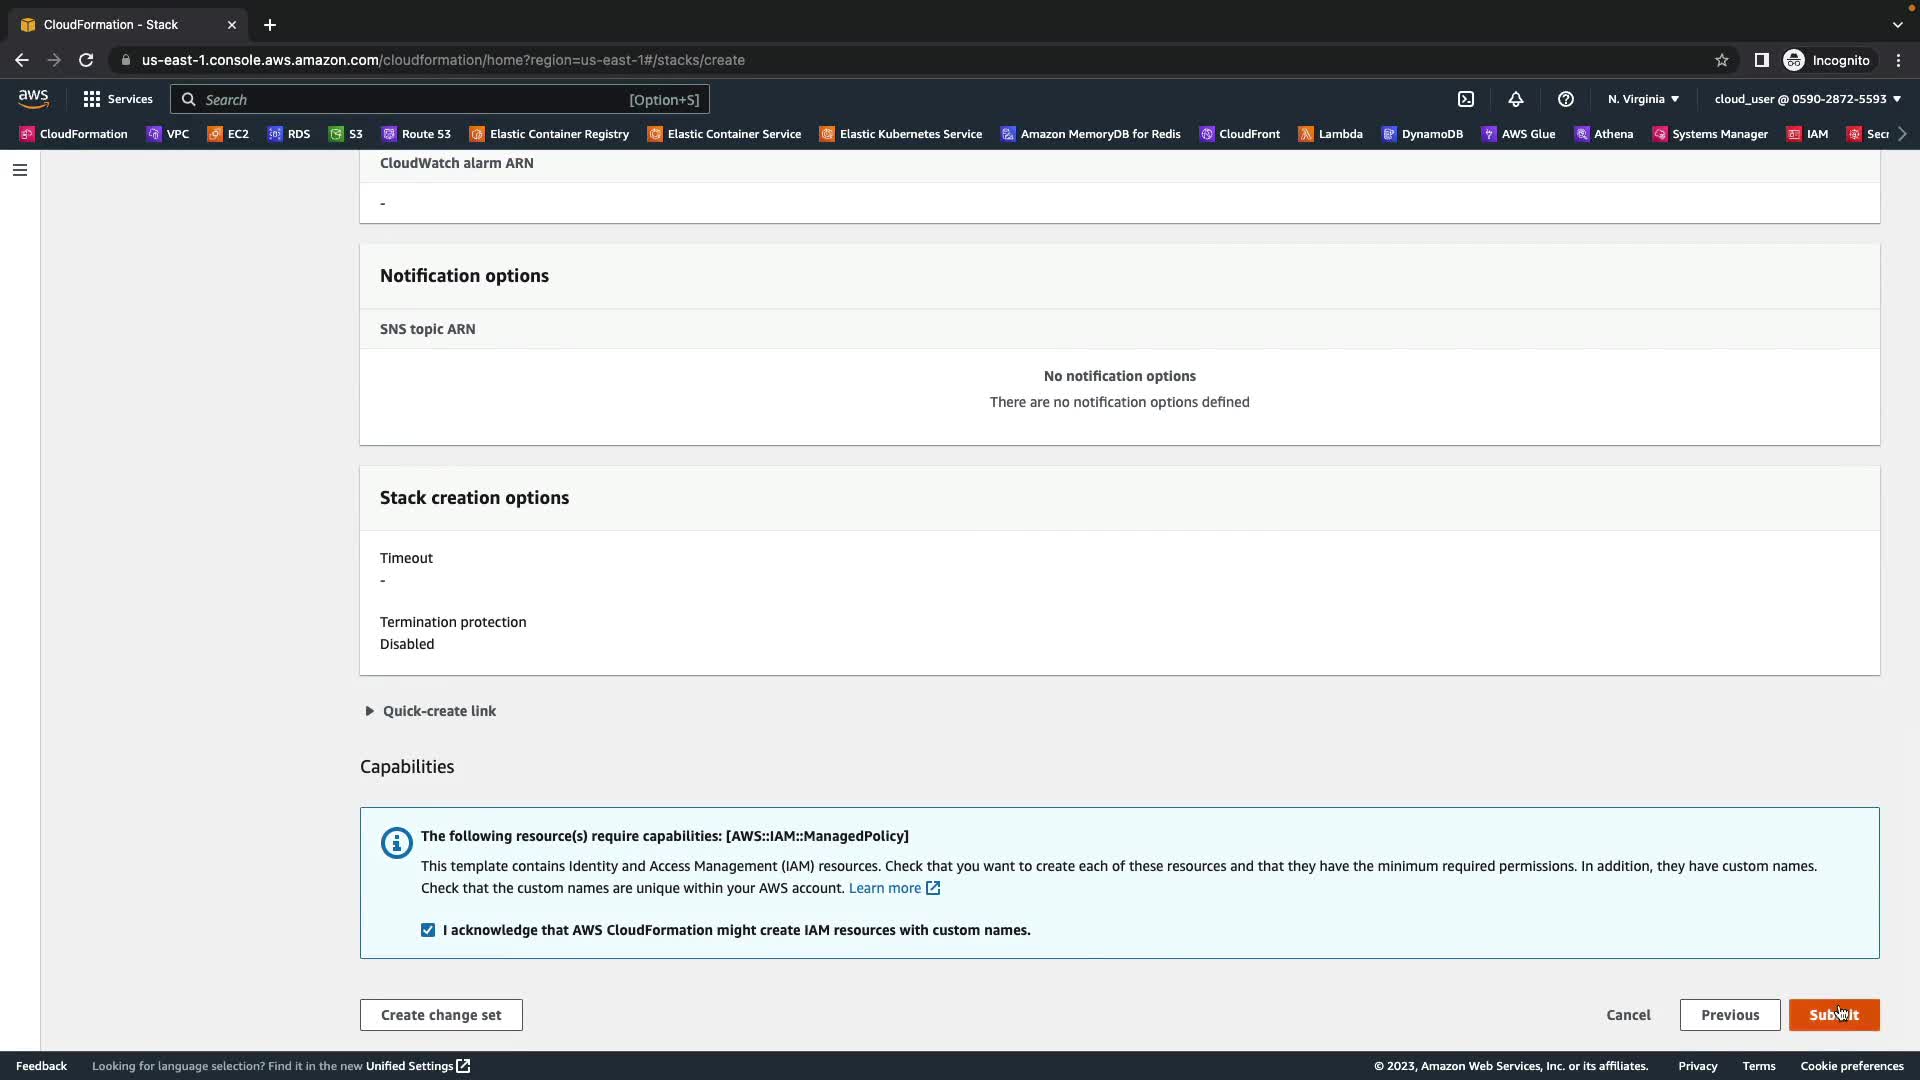 CloudFormation - Stack
us-east-1.console.aws.amazon.com/cloudformation/home?region=us-east-1#/stacks/create
Incognito
aws
Services
Search
[Option+S]
N. Virginia
cloud_user @ 0590-2872-5593
CloudFormation
VPC
EC2
RDS
S3
Route 53
Elastic Container Registry
Elastic Container Service
Elastic Kubernetes Service
Amazon MemoryDB for Redis
CloudFront
Lambda
DynamoDB
AWS Glue
Athena
Systems Manager
IAM
Secr
CloudWatch alarm ARN
-
Notification options
SNS topic ARN
No notification options
There are no notification options defined
Stack creation options
Timeout
-
Termination protection
Disabled
Quick-create link
Capabilities
The following resource(s) require capabilities: [AWS::IAM::ManagedPolicy]
This template contains Identity and Access Management (IAM) resources. Check that you want to create each of these resources and that they have the minimum required permissions. In addition, they have custom names.
Check that the custom names are unique within your AWS account. Learn more
I acknowledge that AWS CloudFormation might create IAM resources with custom names.
Create change set
Cancel
Previous
Submit
Feedback
Looking for language selection? Find it in the new Unified Settings
© 2023, Amazon Web Services, Inc. or its affiliates.
Privacy
Terms
Cookie preferences